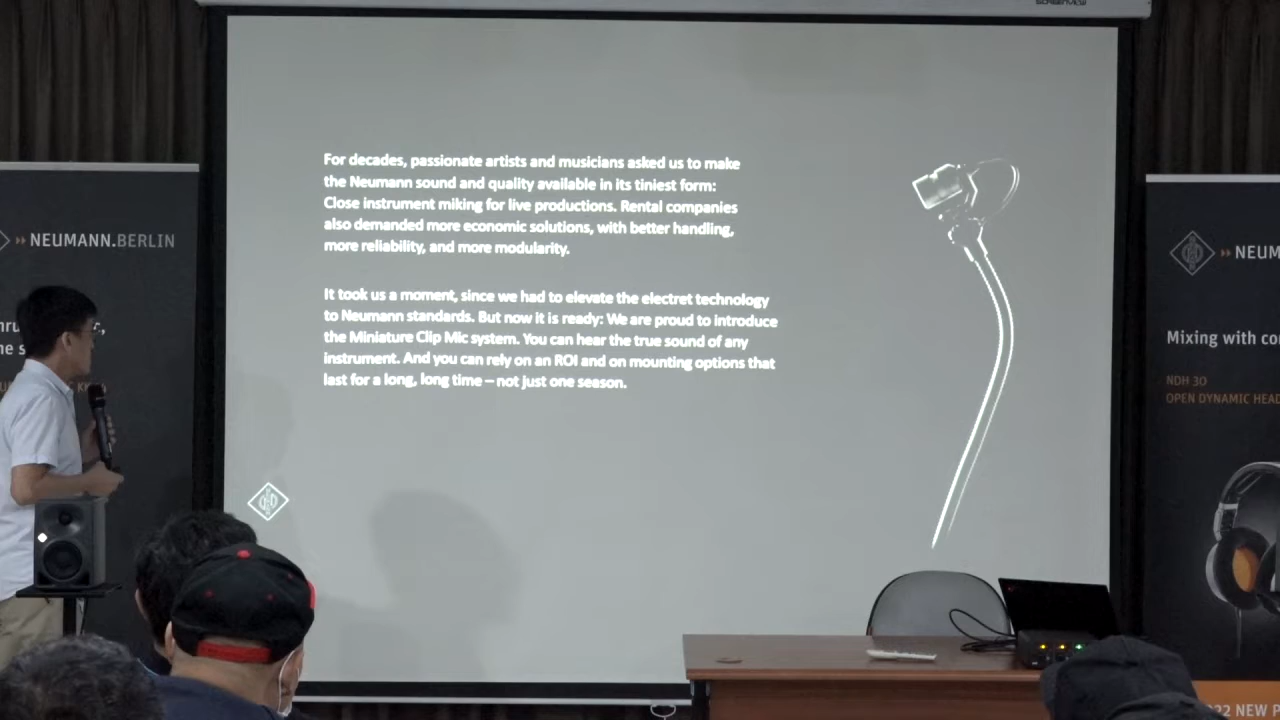 For decades, passionate artists and musicians asked us to make
the Neumann sound and quality available in its tiniest form:
Close instrument miking for live productions. Rental companies
also demanded more economic solutions, with better handling,
more reliability, and more modularity.
It took us a moment, since we had to elevate the electret technology
to Neumann standards. But now it is ready: We are proud to introduce
the Miniature Clip Mic system. You can hear the true sound of any
instrument. And you can rely on an ROI and on mounting options that
last for a long, long time – not just one season.
NEUMANN.BERLIN
NEUM
Mixing with co
NDH 30
OPEN DYNAMIC HEAD
22 NEW P